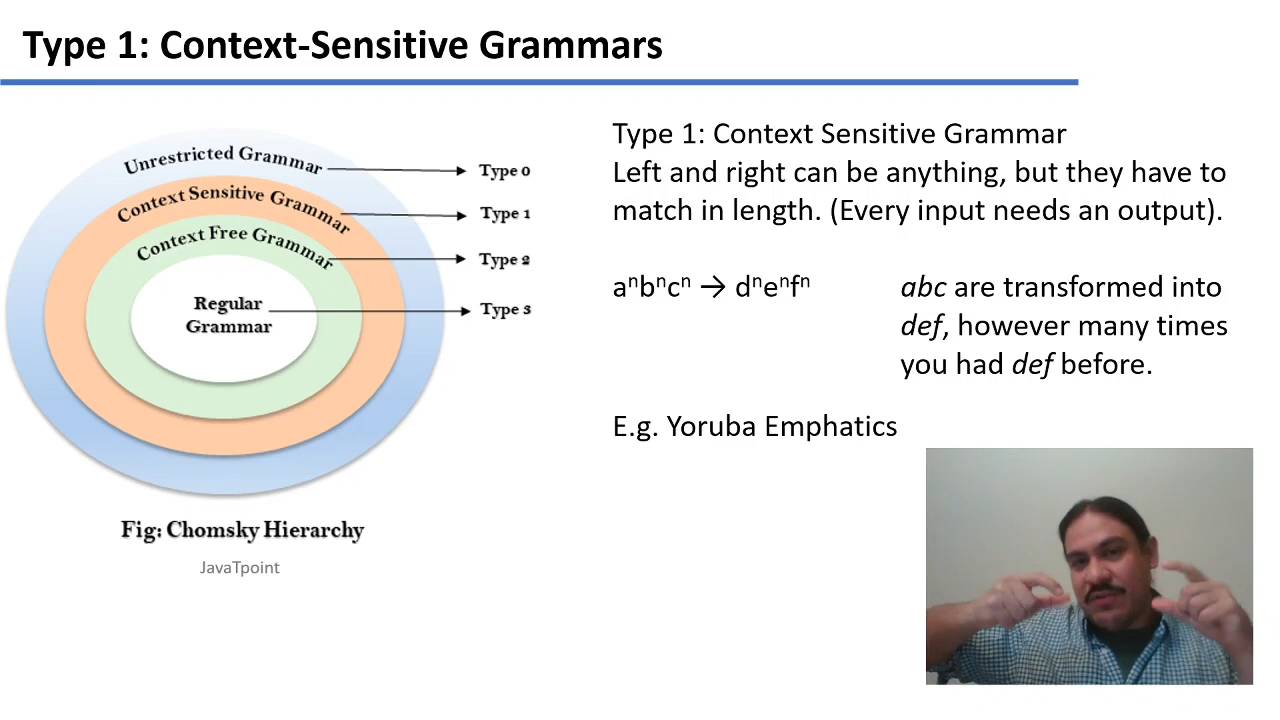 Type 1: Context-Sensitive Grammars
Unrestricted Grammar
Type 0
Context Sensitive Grammar
Type 1
Context Free Grammar
Type 2
Regular
Grammar
Type 3
Fig: Chomsky Hierarchy
JavaTpoint
Type 1: Context Sensitive Grammar
Left and right can be anything, but they have to
match in length. (Every input needs an output).
aⁿbⁿcⁿ → dⁿeⁿfⁿ
abc are transformed into
def, however many times
you had def before.
E.g. Yoruba Emphatics